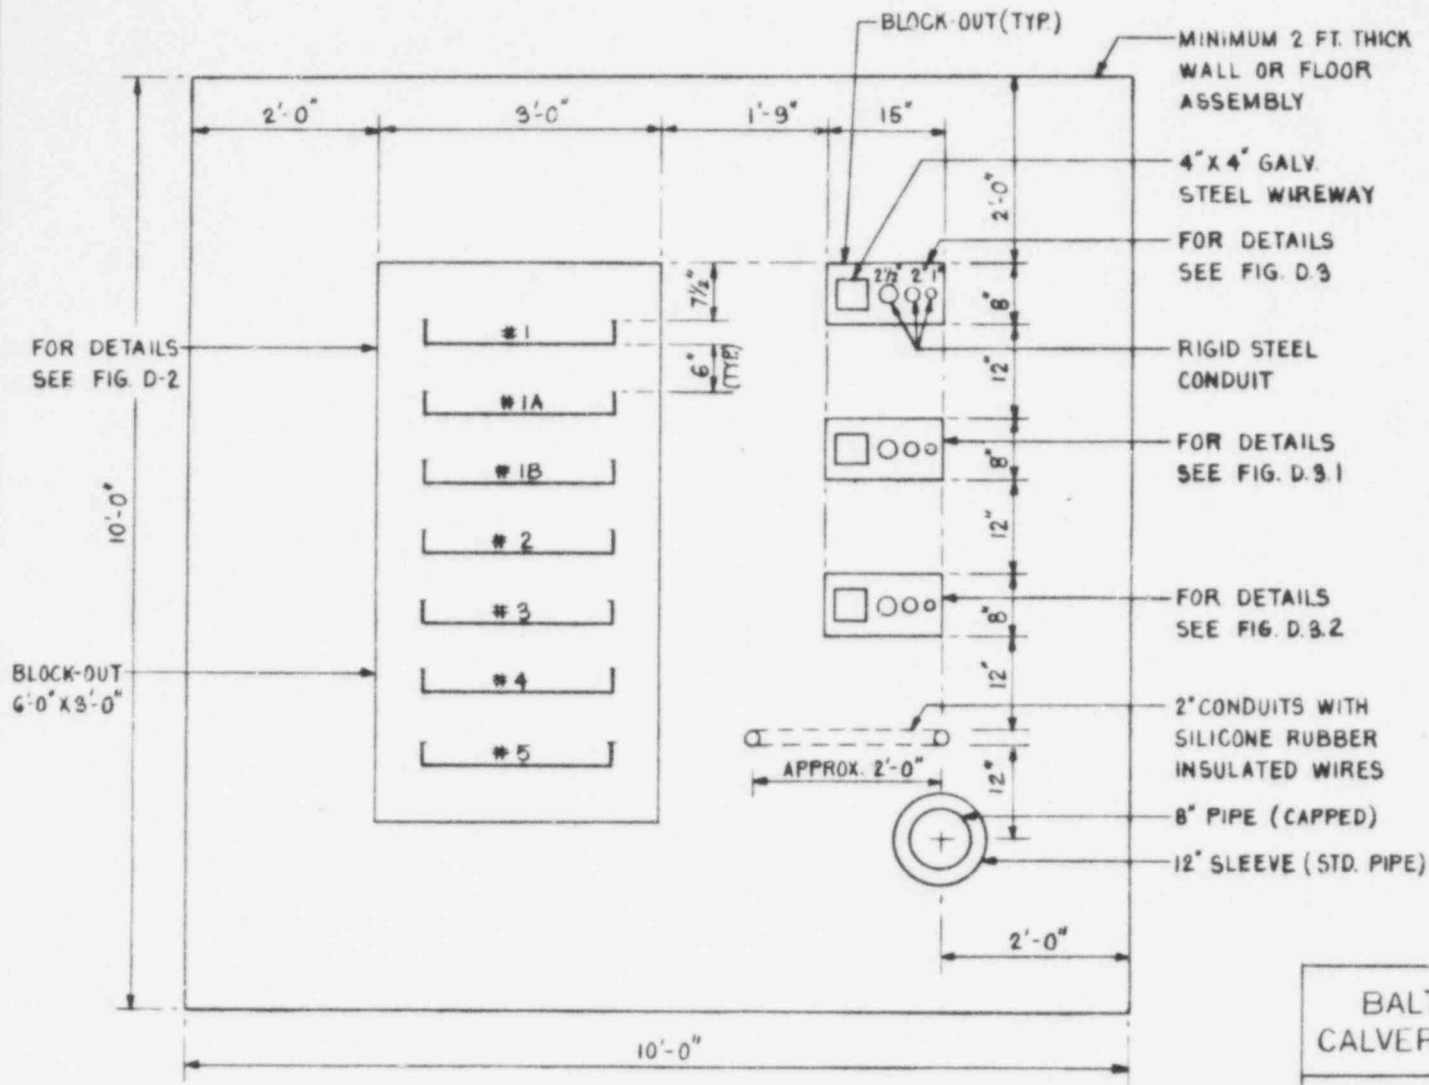 BLOCK-OUT (TYP.)
MINIMUM 2 FT. THICK
WALL OR FLOOR
ASSEMBLY
2'-0"
3'-0"
1'-9"
15"
4"X 4" GALV.
STEEL WIREWAY
2'-0"
FOR DETAILS
SEE FIG. D.3
7½"
2½" 2" 1"
8"
FOR DETAILS
SEE FIG. D-2
#1
6"
(TYP.)
RIGID STEEL
CONDUIT
12"
#1A
FOR DETAILS
SEE FIG. D.3.1
8"
#1B
10'-0"
12"
#2
FOR DETAILS
SEE FIG. D.3.2
8"
#3
BLOCK-OUT
6'-0" X 3'-0"
#4
12"
2" CONDUITS WITH
SILICONE RUBBER
INSULATED WIRES
#5
APPROX. 2'-0"
12"
8" PIPE (CAPPED)
12" SLEEVE (STD. PIPE)
2'-0"
10'-0"
BALT
CALVER